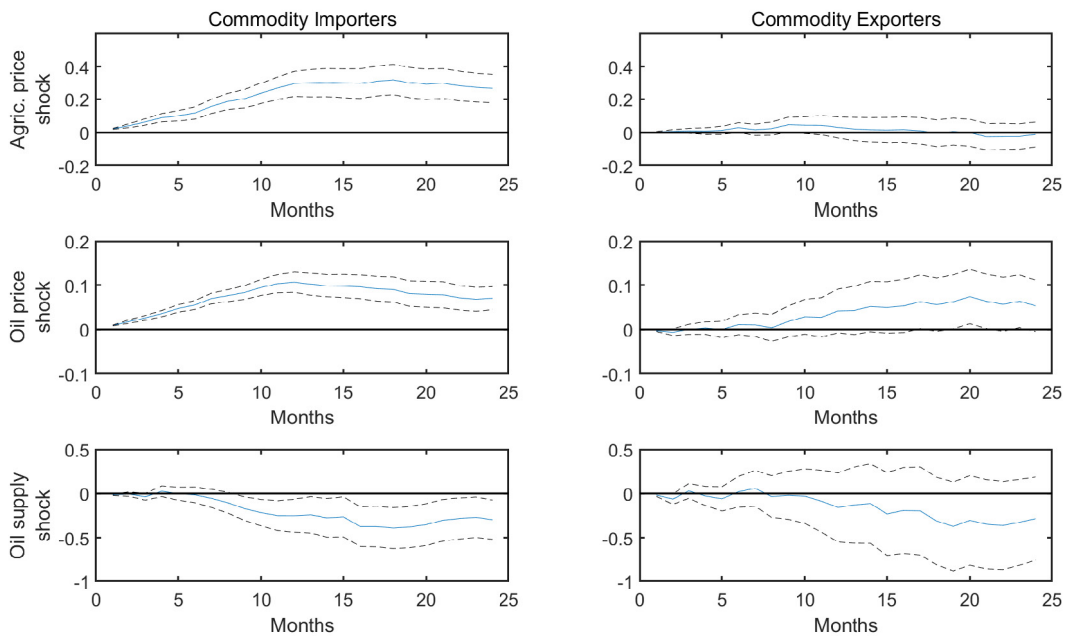 Commodity Importers
Commodity Exporters
Agric. price
shock
0.4
0.2
0
-0.2
0 5 10 15 20 25
Months
0.4
0.2
0
-0.2
0 5 10 15 20 25
Months
Oil price
shock
0.2
0.1
0
-0.1
0 5 10 15 20 25
Months
0.2
0.1
0
-0.1
0 5 10 15 20 25
Months
Oil supply
shock
0.5
0
-0.5
-1
0 5 10 15 20 25
Months
0.5
0
-0.5
-1
0 5 10 15 20 25
Months